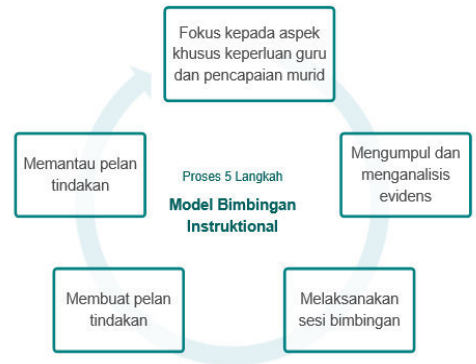 Fokus kepada aspek
khusus keperluan guru
dan pencapaian murid
Mengumpul dan
menganalisis
evidens
Melaksanakan
sesi bimbingan
Membuat pelan
tindakan
Memantau pelan
tindakan
Proses 5 Langkah
Model Bimbingan
Instruktional